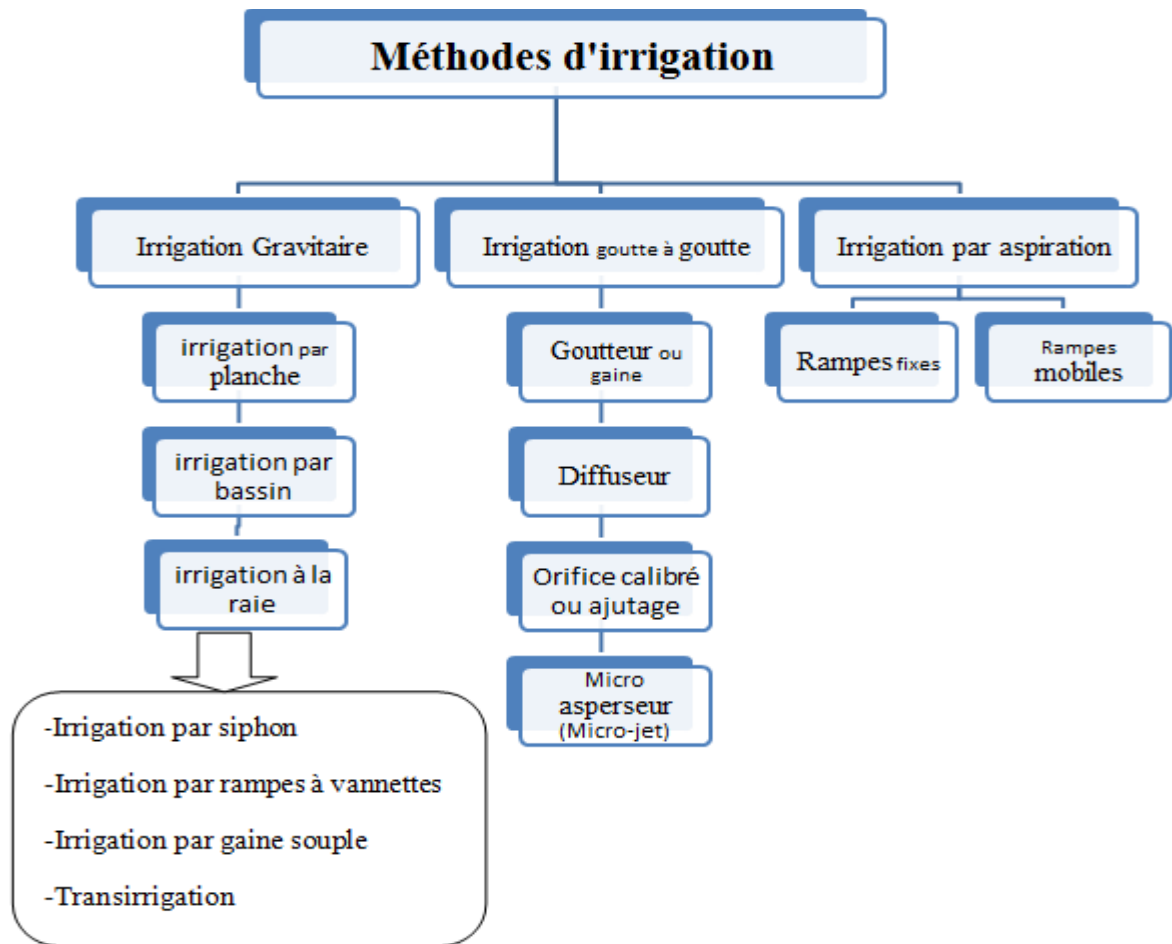 Méthodes d'irrigation
Irrigation Gravitaire
Irrigation goutte à goutte
Irrigation par aspiration
irrigation par
planche
irrigation par
bassin
irrigation à la
raie
-Irrigation par siphon
-Irrigation par rampes à vannettes
-Irrigation par gaine souple
-Transirrigation
Goutteur ou
gaine
Diffuseur
Orifice calibré
ou ajutage
Micro
asperseur
(Micro-jet)
Rampes fixes
Rampes
mobiles